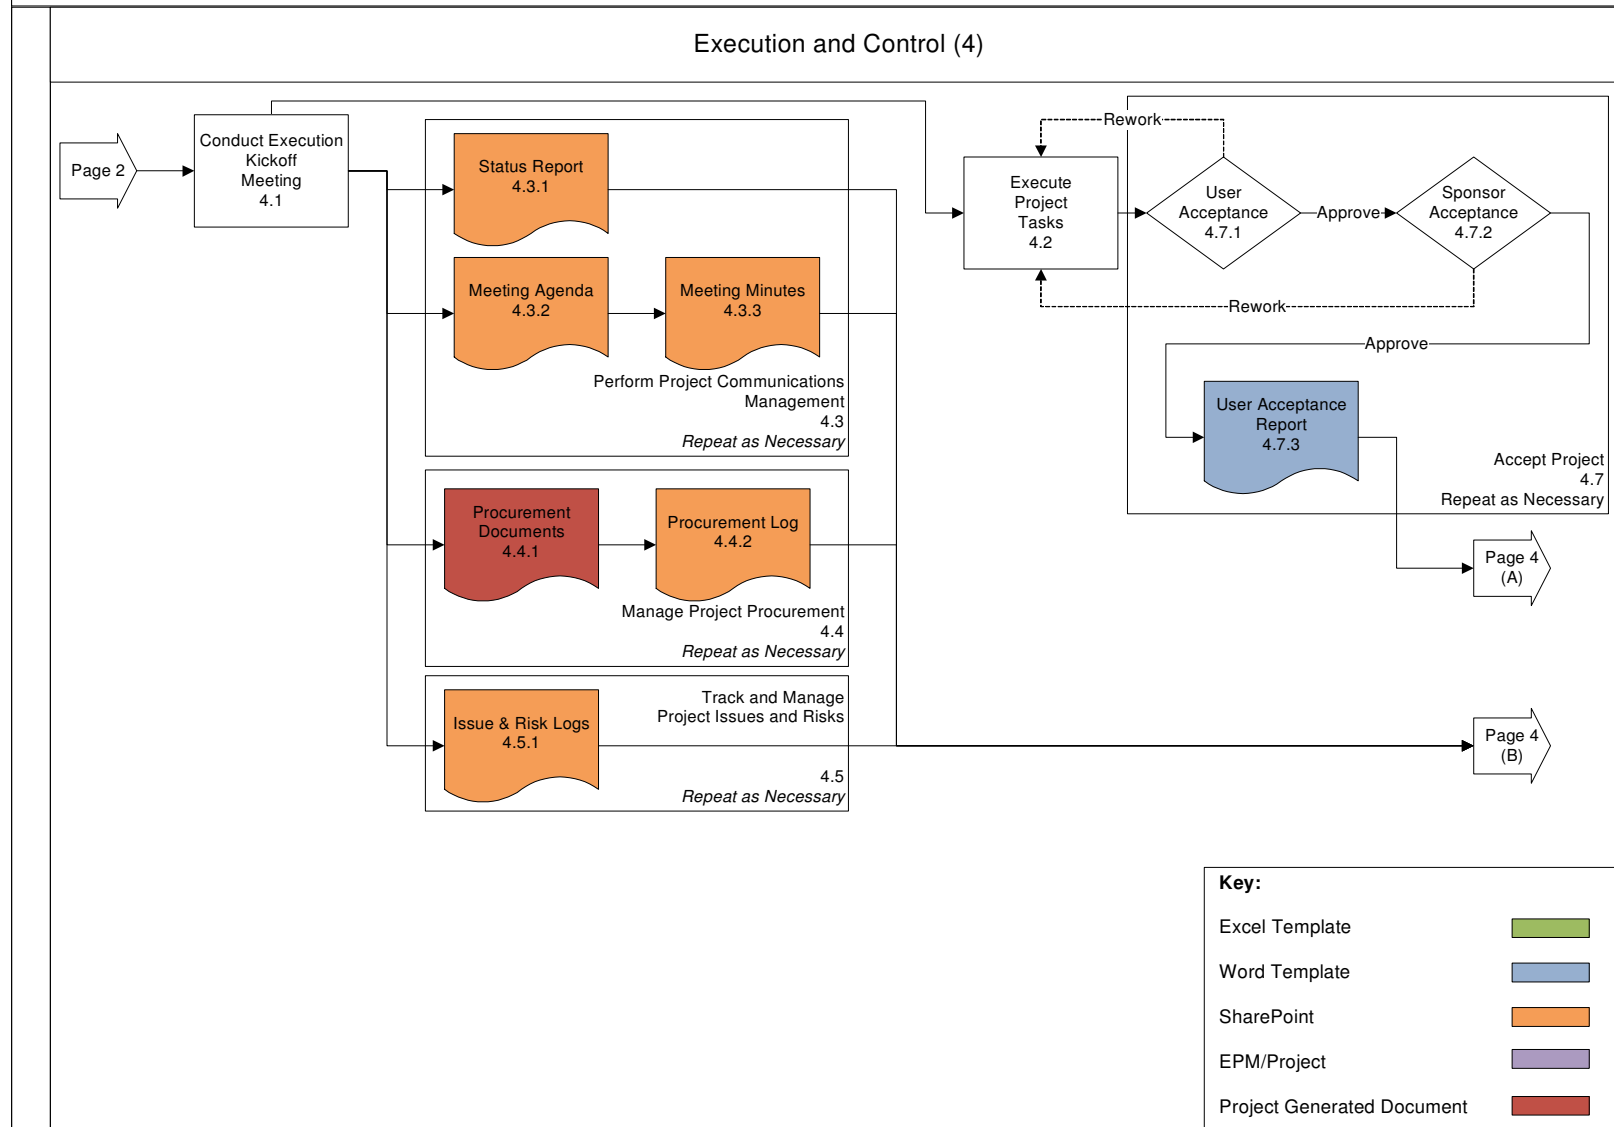 Execution and Control (4)
Page 2
Conduct Execution
Kickoff
Meeting
4.1
Status Report
4.3.1
Meeting Agenda
4.3.2
Meeting Minutes
4.3.3
Perform Project Communications
Management
4.3
Repeat as Necessary
Procurement
Documents
4.4.1
Procurement Log
4.4.2
Manage Project Procurement
4.4
Repeat as Necessary
Issue & Risk Logs
4.5.1
Track and Manage
Project Issues and Risks
4.5
Repeat as Necessary
Execute
Project
Tasks
4.2
Rework
User
Acceptance
4.7.1
Approve
Sponsor
Acceptance
4.7.2
Rework
Approve
User Acceptance
Report
4.7.3
Accept Project
4.7
Repeat as Necessary
Page 4
(A)
Page 4
(B)
Key:
Excel Template
Word Template
SharePoint
EPM/Project
Project Generated Document